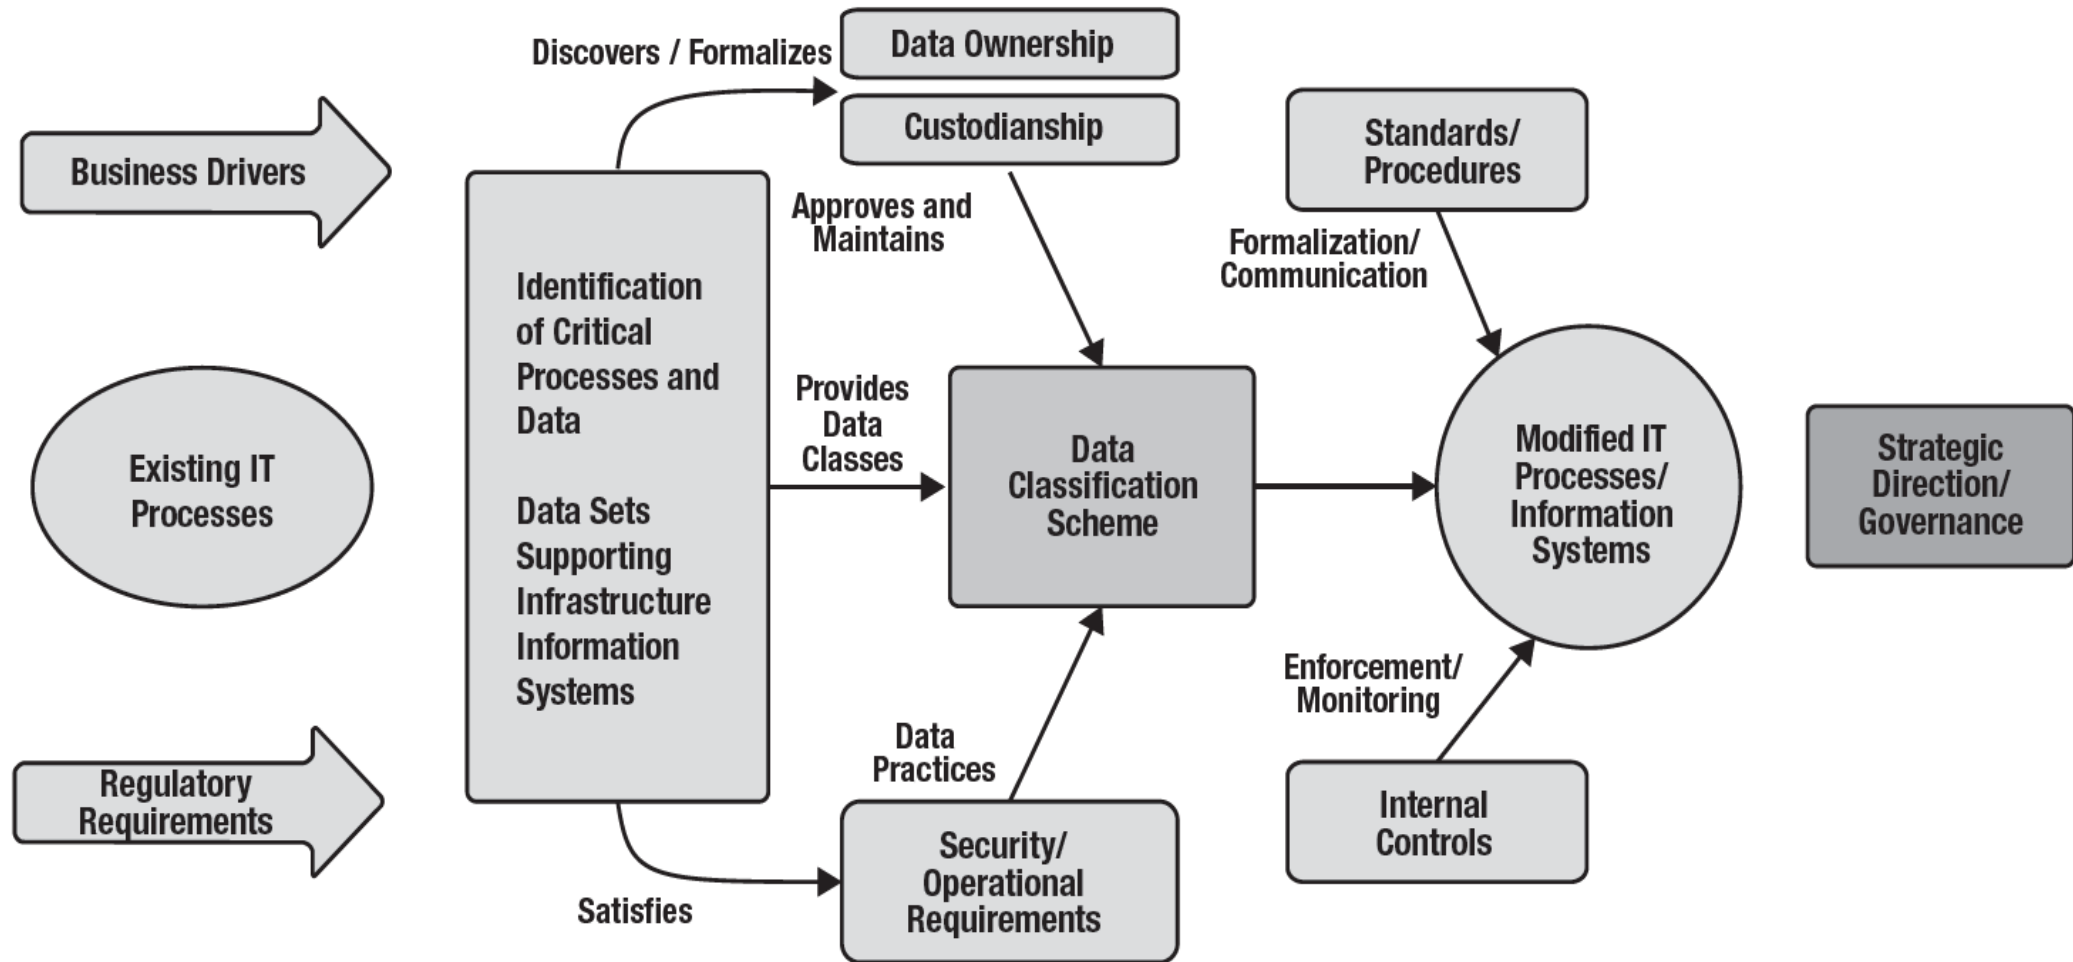 Business Drivers
Existing IT
Processes
Regulatory
Requirements
Discovers / Formalizes
Identification
of Critical
Processes and
Data
Data Sets
Supporting
Infrastructure
Information
Systems
Satisfies
Data Ownership
Custodianship
Approves and
Maintains
Provides
Data
Classes
Data
Classification
Scheme
Data
Practices
Security/
Operational
Requirements
Standards/
Procedures
Formalization/
Communication
Modified IT
Processes/
Information
Systems
Enforcement/
Monitoring
Internal
Controls
Strategic
Direction/
Governance